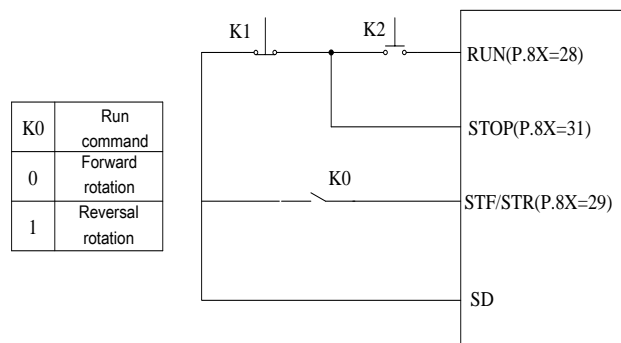 K1
K2
RUN(P.8X=28)
STOP(P.8X=31)
K0
STF/STR(P.8X=29)
SD
K0
Run
command
0
Forward
rotation
1
Reversal
rotation